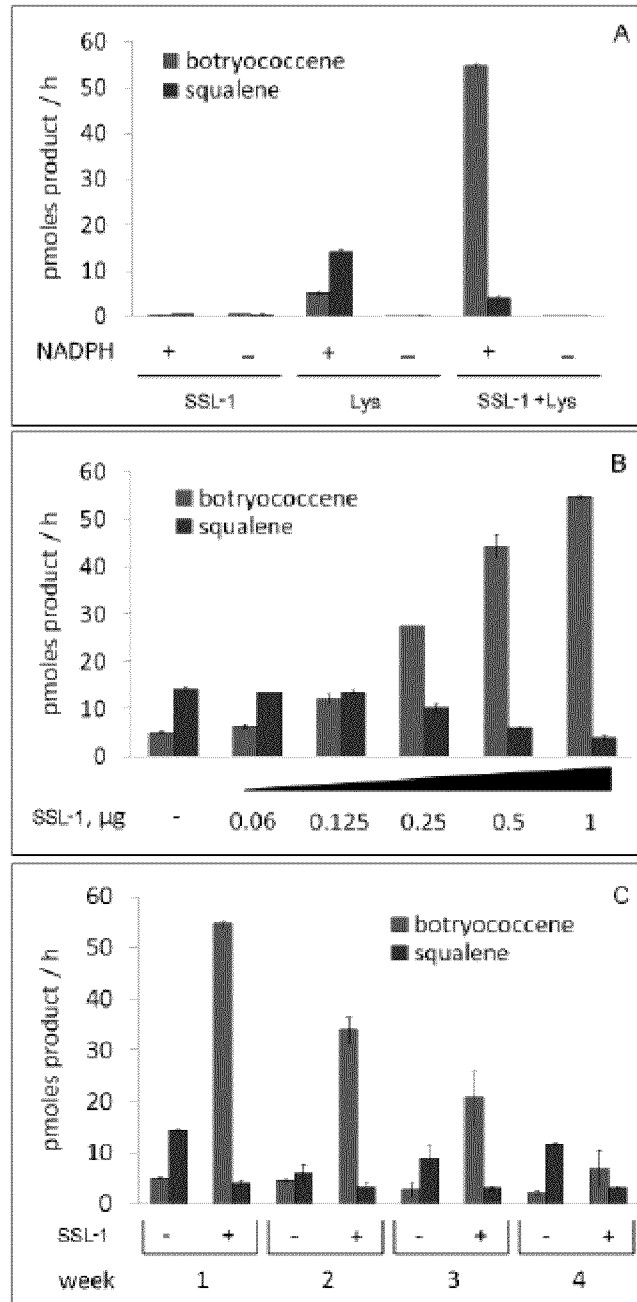 A
botryococcene
squalene
pmoles product / h
60
50
40
30
20
10
0
NADPH + – + – + –
SSL-1 Lys SSL-1 +Lys
B
botryococcene
squalene
pmoles product / h
60
50
40
30
20
10
0
SSL-1, µg - 0.06 0.125 0.25 0.5 1
C
botryococcene
squalene
pmoles product / h
60
50
40
30
20
10
0
SSL-1 - + - + - + - +
week 1 2 3 4